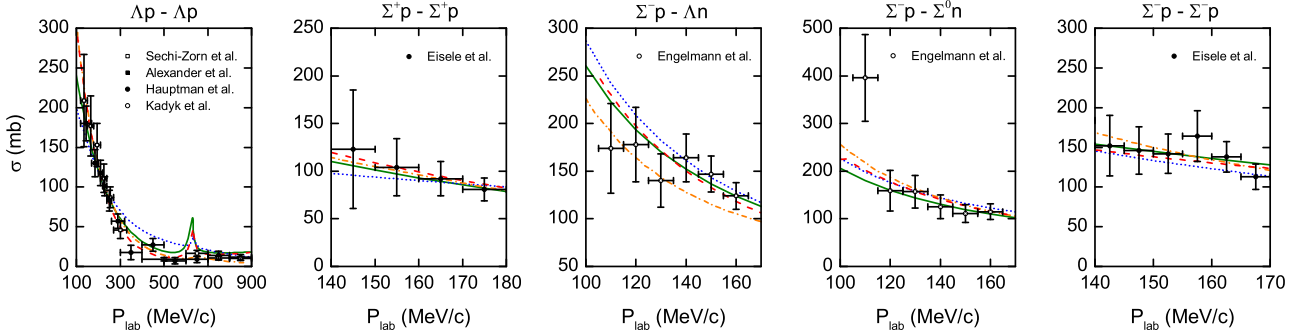 Λp - Λp
Σ⁺p - Σ⁺p
Σ⁻p - Λn
Σ⁻p - Σ⁰n
Σ⁻p - Σ⁻p
σ (mb)
350
300
250
200
150
100
50
0
100 300 500 700 900
P_lab (MeV/c)
Sechi-Zorn et al.
Alexander et al.
Hauptman et al.
Kadyk et al.
300
250
200
150
100
50
0
140 150 160 170 180
P_lab (MeV/c)
Eisele et al.
300
250
200
150
100
50
100 120 140 160
P_lab (MeV/c)
Engelmann et al.
500
400
300
200
100
0
100 120 140 160
P_lab (MeV/c)
Engelmann et al.
300
250
200
150
100
50
0
140 150 160 170
P_lab (MeV/c)
Eisele et al.